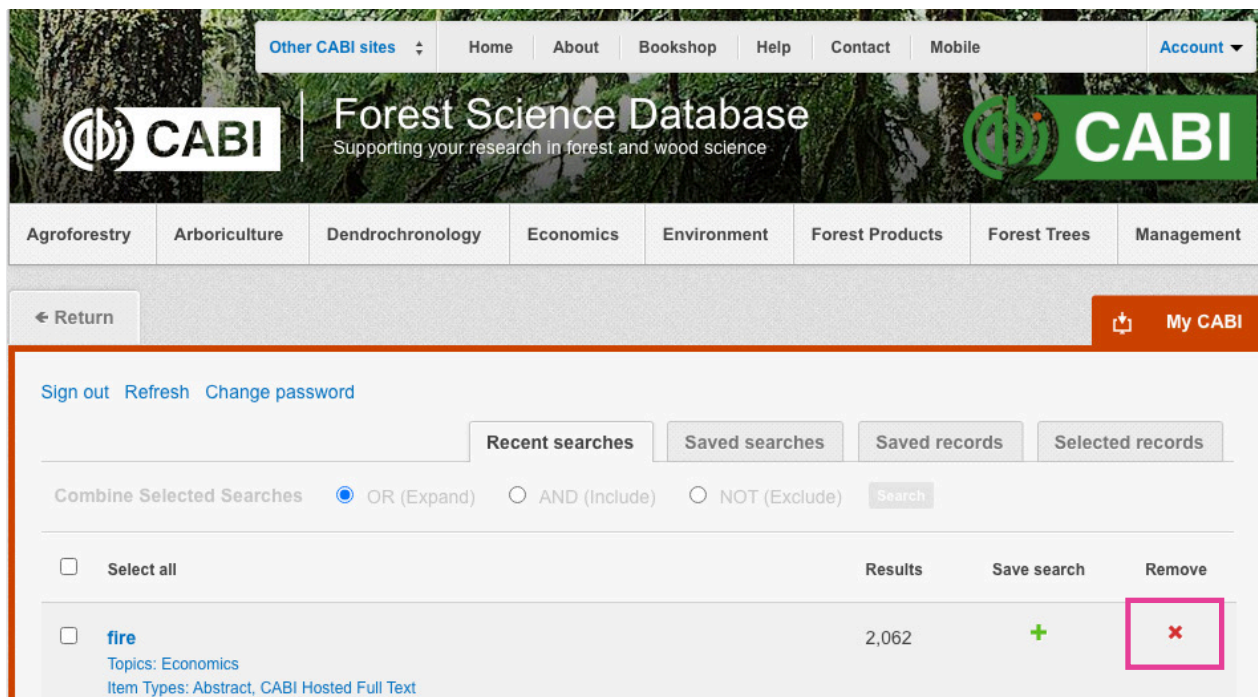 Other CABI sites Home About Bookshop Help Contact Mobile Account
CABI Forest Science Database CABI
Supporting your research in forest and wood science
Agroforestry Arboriculture Dendrochronology Economics Environment Forest Products Forest Trees Management
Return
My CABI
Sign out Refresh Change password
Recent searches Saved searches Saved records Selected records
Combine Selected Searches OR (Expand) AND (Include) NOT (Exclude) Search
Select all Results Save search Remove
fire 2,062
Topics: Economics
Item Types: Abstract, CABI Hosted Full Text